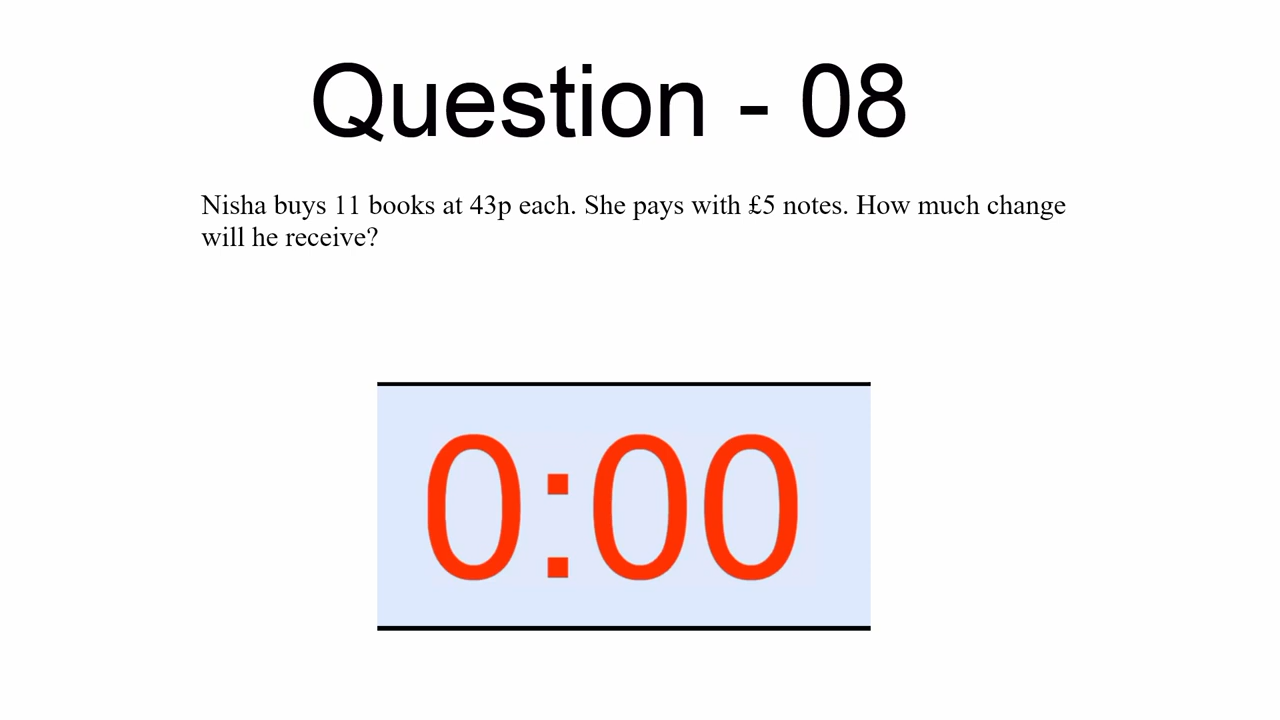 Question - 08
Nisha buys 11 books at 43p each. She pays with £5 notes. How much change
will he receive?
0:00